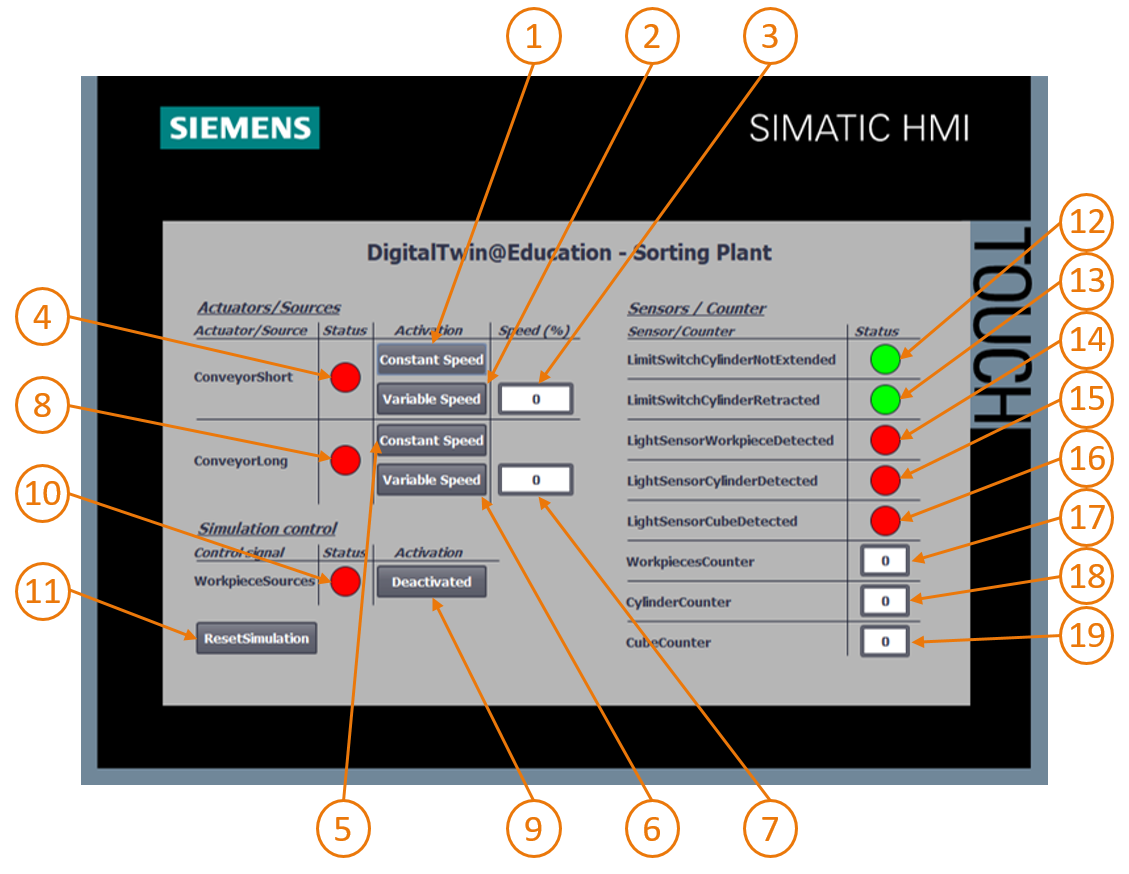 1 2 3
SIEMENS SIMATIC HMI
TOUCH
DigitalTwin@Education - Sorting Plant
Actuators/Sources
Actuator/Source Status Activation Speed (%)
4
ConveyorShort
Constant Speed
Variable Speed 0
8
ConveyorLong
Constant Speed
Variable Speed 0
10
Simulation control
Control signal Status Activation
WorkpieceSources Deactivated
11
ResetSimulation
Sensors / Counter
Sensor/Counter Status
12
LimitSwitchCylinderNotExtended
13
LimitSwitchCylinderRetracted
14
LightSensorWorkpieceDetected
15
LightSensorCylinderDetected
16
LightSensorCubeDetected
17
WorkpiecesCounter 0
18
CylinderCounter 0
19
CubeCounter 0
5 9 6 7